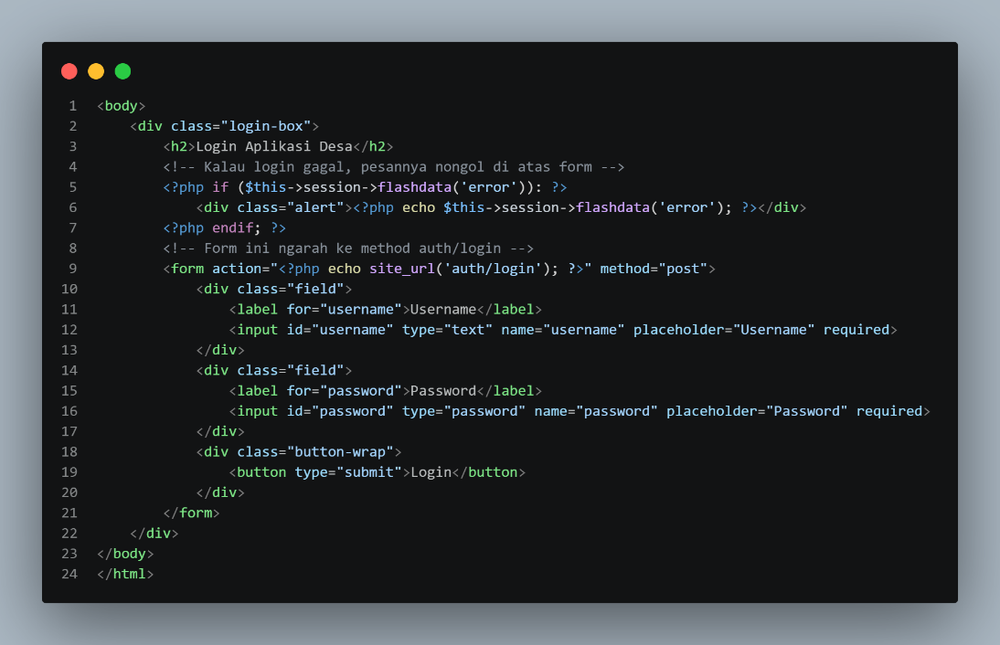 1 <body>
2     <div class="login-box">
3         <h2>Login Aplikasi Desa</h2>
4         <!-- Kalau login gagal, pesannya nongol di atas form -->
5         <?php if ($this->session->flashdata('error')): ?>
6             <div class="alert"><?php echo $this->session->flashdata('error'); ?></div>
7         <?php endif; ?>
8         <!-- Form ini ngarah ke method auth/login -->
9         <form action="<?php echo site_url('auth/login'); ?>" method="post">
10             <div class="field">
11                 <label for="username">Username</label>
12                 <input id="username" type="text" name="username" placeholder="Username" required>
13             </div>
14             <div class="field">
15                 <label for="password">Password</label>
16                 <input id="password" type="password" name="password" placeholder="Password" required>
17             </div>
18             <div class="button-wrap">
19                 <button type="submit">Login</button>
20             </div>
21         </form>
22     </div>
23 </body>
24 </html>